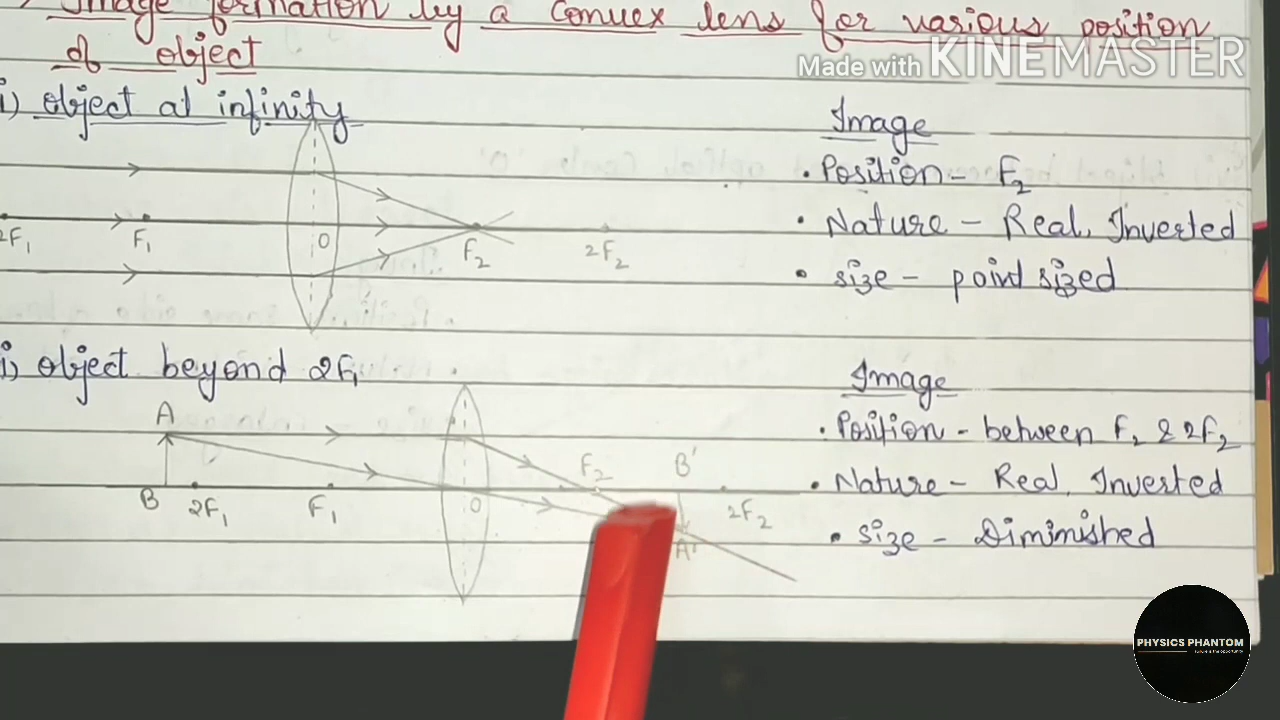 Image formation by a Convex lens for various position
of object
Made with KINEMASTER
i) object at infinity
Image
• Position - F₂
• Nature - Real, Inverted
• size - point sized
2F₁ F₁ O F₂ 2F₂
i) object beyond 2F₁
Image
• Position - between F₂ & 2F₂
• Nature - Real, Inverted
• size - Diminished
A
B 2F₁ F₁ O F₂ B' 2F₂
A'
PHYSICS PHANTOM